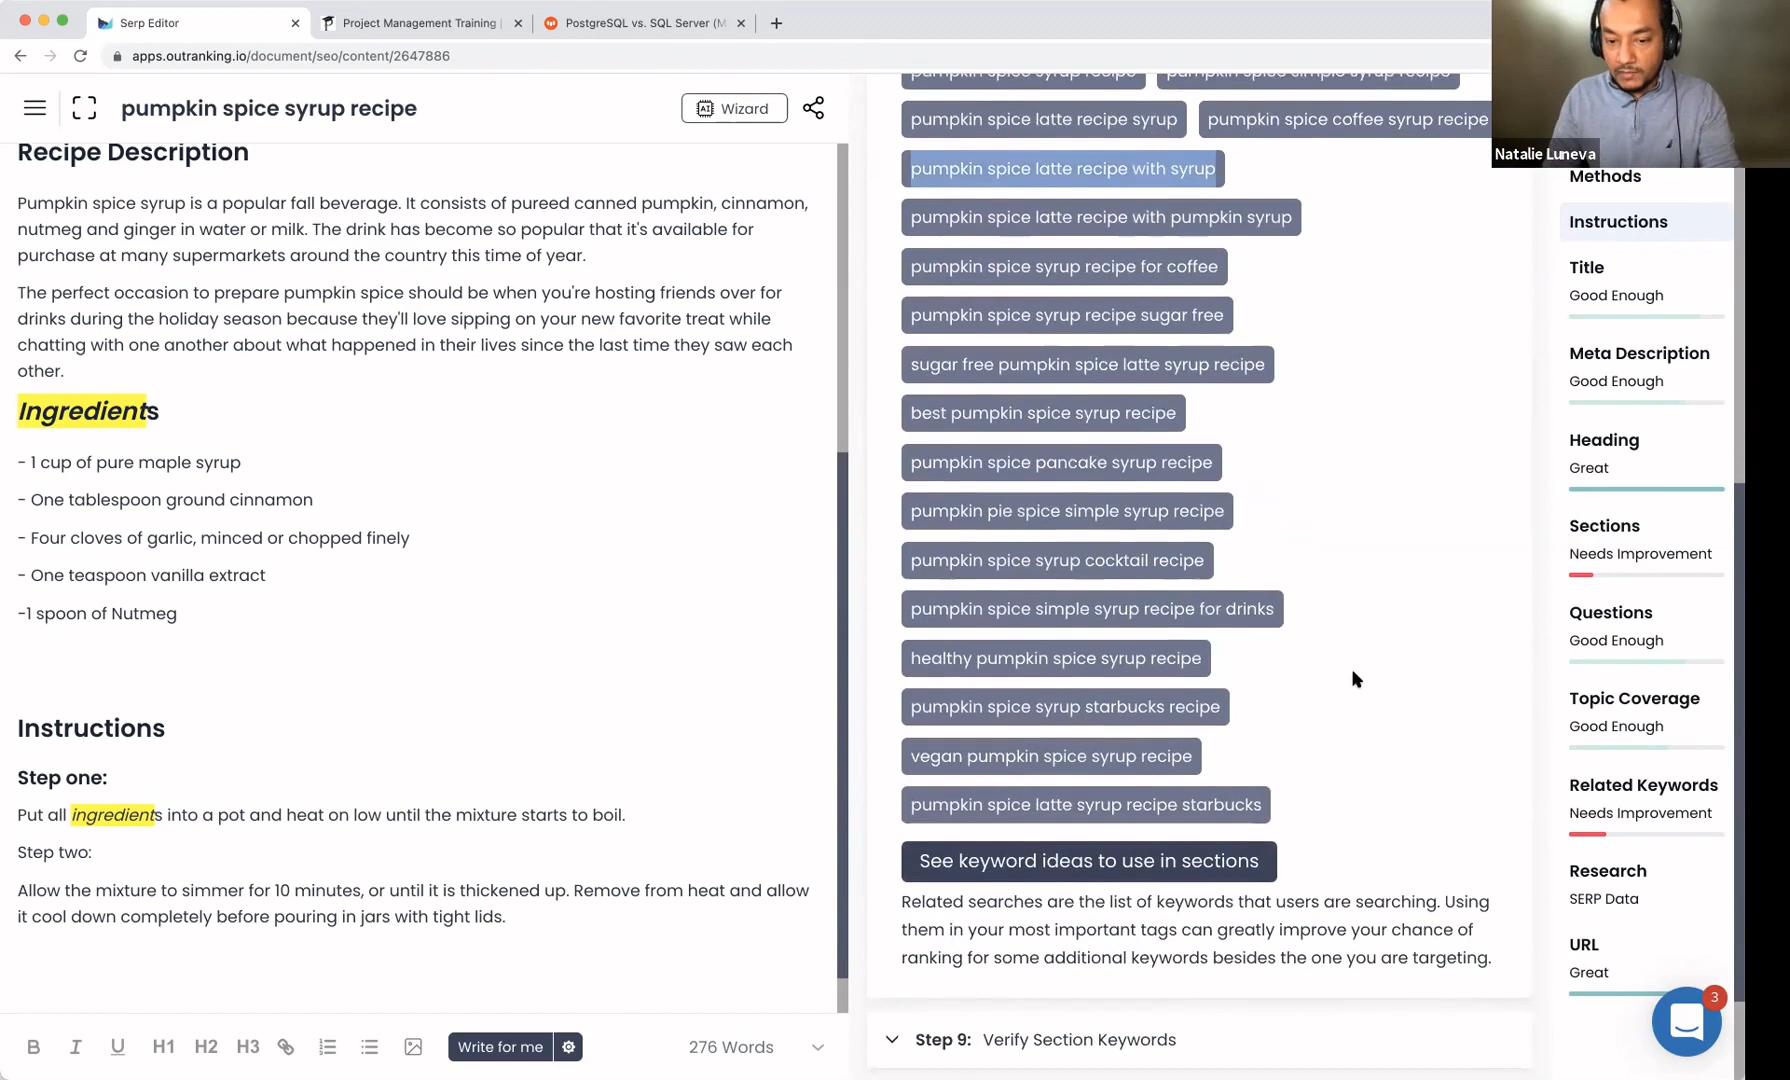 Serp Editor
Project Management Training |
PostgreSQL vs. SQL Server (M
apps.outranking.io/document/seo/content/2647886
pumpkin spice syrup recipe
Wizard
Recipe Description
Pumpkin spice syrup is a popular fall beverage. It consists of pureed canned pumpkin, cinnamon,
nutmeg and ginger in water or milk. The drink has become so popular that it's available for
purchase at many supermarkets around the country this time of year.
The perfect occasion to prepare pumpkin spice should be when you're hosting friends over for
drinks during the holiday season because they'll love sipping on your new favorite treat while
chatting with one another about what happened in their lives since the last time they saw each
other.
Ingredients
- 1 cup of pure maple syrup
- One tablespoon ground cinnamon
- Four cloves of garlic, minced or chopped finely
- One teaspoon vanilla extract
-1 spoon of Nutmeg
Instructions
Step one:
Put all ingredients into a pot and heat on low until the mixture starts to boil.
Step two:
Allow the mixture to simmer for 10 minutes, or until it is thickened up. Remove from heat and allow
it cool down completely before pouring in jars with tight lids.
B I U H1 H2 H3
Write for me
276 Words
pumpkin spice syrup recipe
pumpkin spice simple syrup recipe
pumpkin spice latte recipe syrup
pumpkin spice coffee syrup recipe
pumpkin spice latte recipe with syrup
pumpkin spice latte recipe with pumpkin syrup
pumpkin spice syrup recipe for coffee
pumpkin spice syrup recipe sugar free
sugar free pumpkin spice latte syrup recipe
best pumpkin spice syrup recipe
pumpkin spice pancake syrup recipe
pumpkin pie spice simple syrup recipe
pumpkin spice syrup cocktail recipe
pumpkin spice simple syrup recipe for drinks
healthy pumpkin spice syrup recipe
pumpkin spice syrup starbucks recipe
vegan pumpkin spice syrup recipe
pumpkin spice latte syrup recipe starbucks
See keyword ideas to use in sections
Related searches are the list of keywords that users are searching. Using
them in your most important tags can greatly improve your chance of
ranking for some additional keywords besides the one you are targeting.
Step 9: Verify Section Keywords
Natalie Luneva
Methods
Instructions
Title
Good Enough
Meta Description
Good Enough
Heading
Great
Sections
Needs Improvement
Questions
Good Enough
Topic Coverage
Good Enough
Related Keywords
Needs Improvement
Research
SERP Data
URL
Great
3